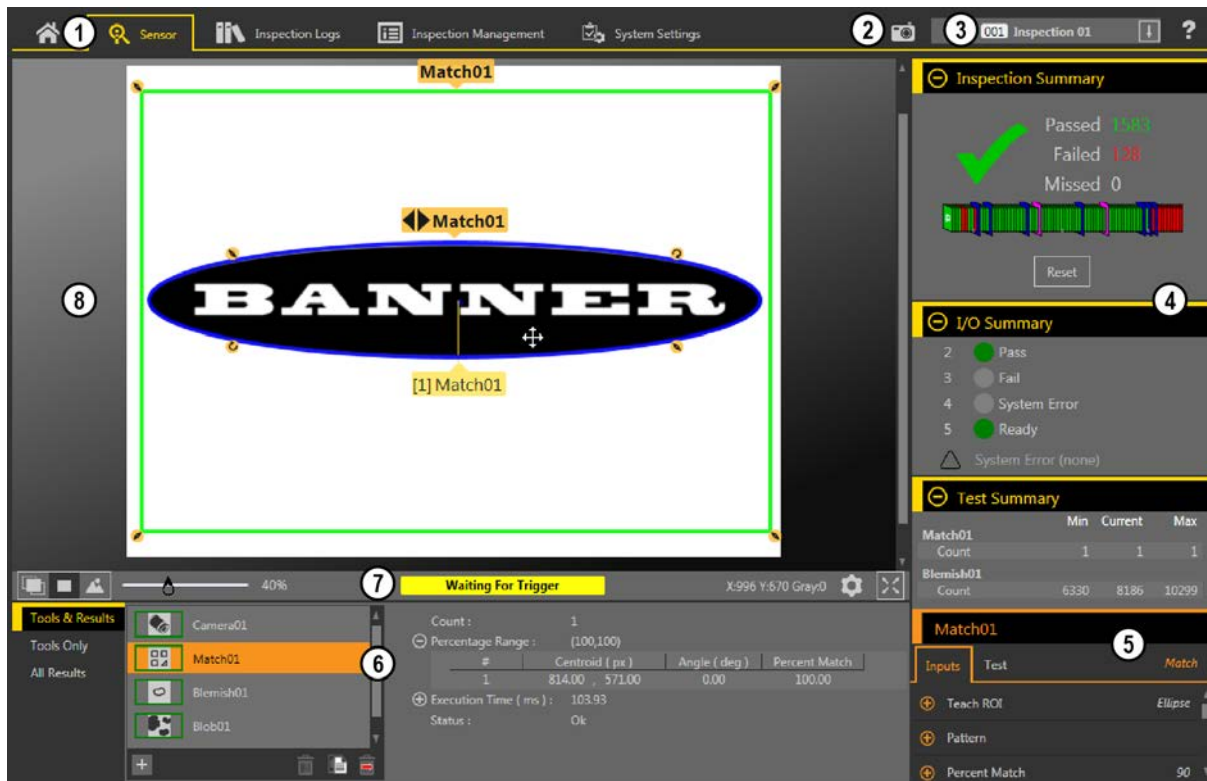 1 Sensor Inspection Logs Inspection Management System Settings 2 3 001 Inspection 01 ?
Match01
Match01
BANNER
[1] Match01
8
Inspection Summary
Passed 1583
Failed 128
Missed 0
Reset
4
I/O Summary
2 Pass
3 Fail
4 System Error
5 Ready
System Error (none)
Test Summary
Min Current Max
Match01
Count 1 1 1
Blemish01
Count 6330 8186 10299
40% 7 Waiting For Trigger X:996 Y:670 Gray:0
Tools & Results
Tools Only
All Results
Camera01
Match01 6
Blemish01
Blob01
Count : 1
Percentage Range : (100,100)
# Centroid ( px ) Angle ( deg ) Percent Match
1 814.00 , 571.00 0.00 100.00
Execution Time ( ms ) : 103.93
Status : Ok
Match01
5
Inputs Test Match
Teach ROI Ellipse
Pattern
Percent Match 90